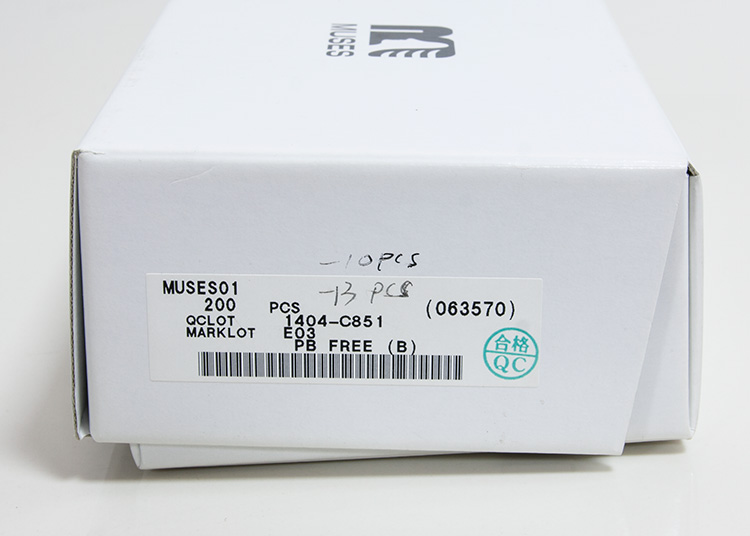 MUSES
-10PCS
MUSES01
-13 PCS
200 PCS
(063570)
QCLOT 1404-C851
MARKLOT E03
PB FREE (B)
合格
QC